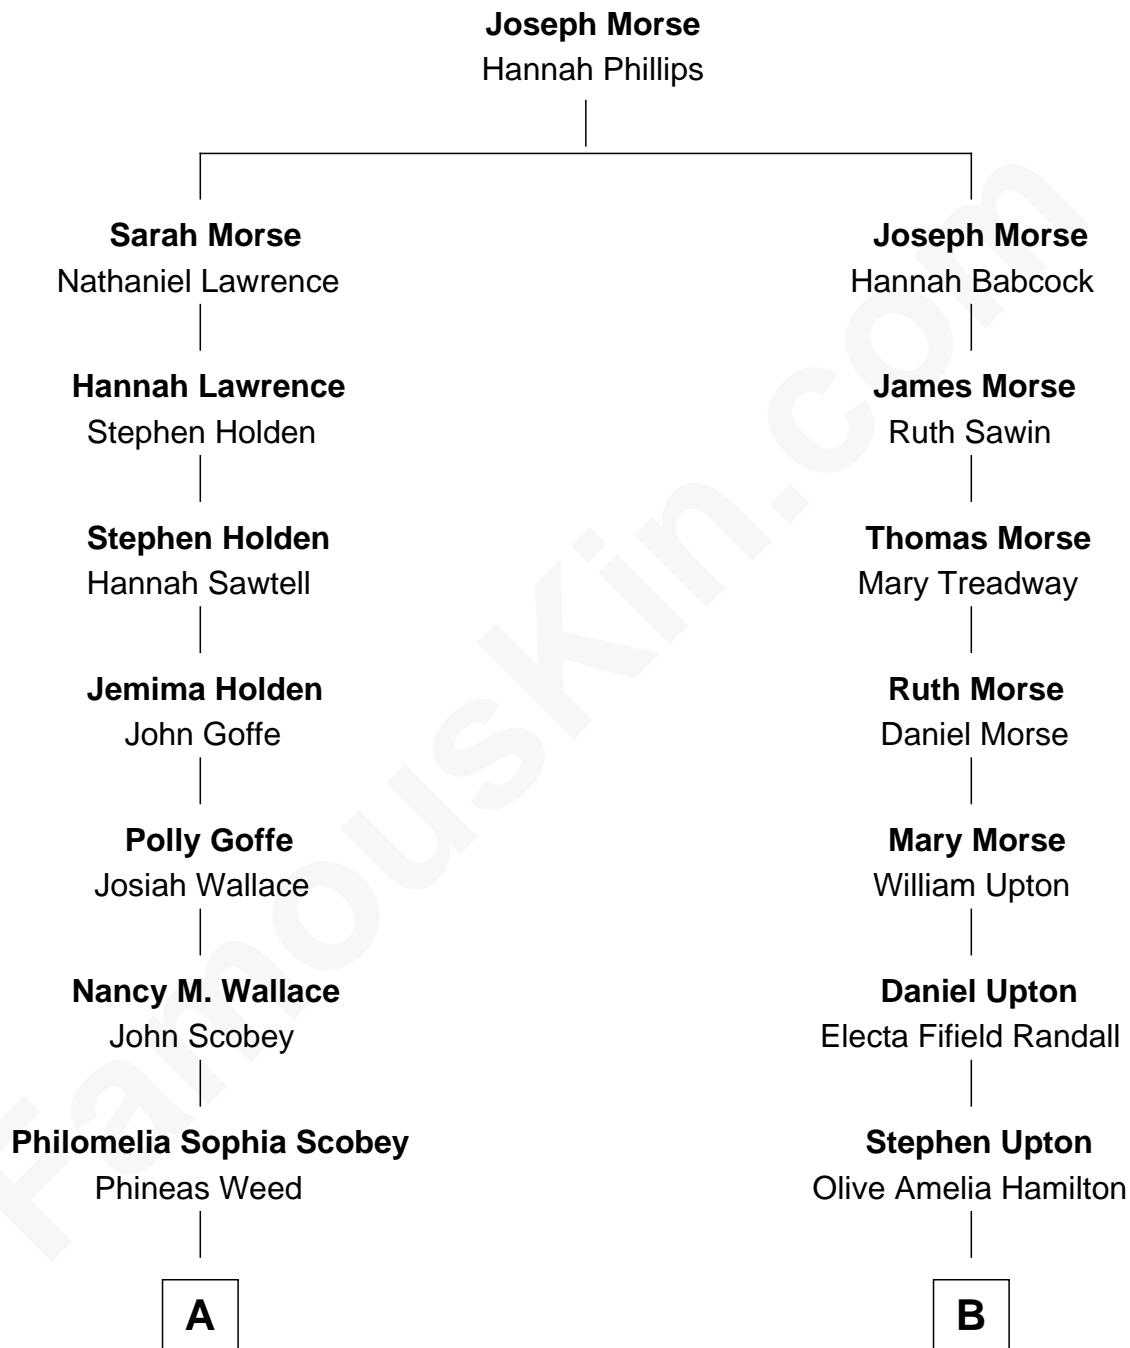 Joseph Morse
Hannah Phillips
Sarah Morse
Nathaniel Lawrence
Joseph Morse
Hannah Babcock
Hannah Lawrence
Stephen Holden
James Morse
Ruth Sawin
Stephen Holden
Hannah Sawtell
Thomas Morse
Mary Treadway
Jemima Holden
John Goffe
Ruth Morse
Daniel Morse
Polly Goffe
Josiah Wallace
Mary Morse
William Upton
Nancy M. Wallace
John Scobey
Daniel Upton
Electa Fifield Randall
Philomelia Sophia Scobey
Phineas Weed
Stephen Upton
Olive Amelia Hamilton
A
B
FamousKin.com